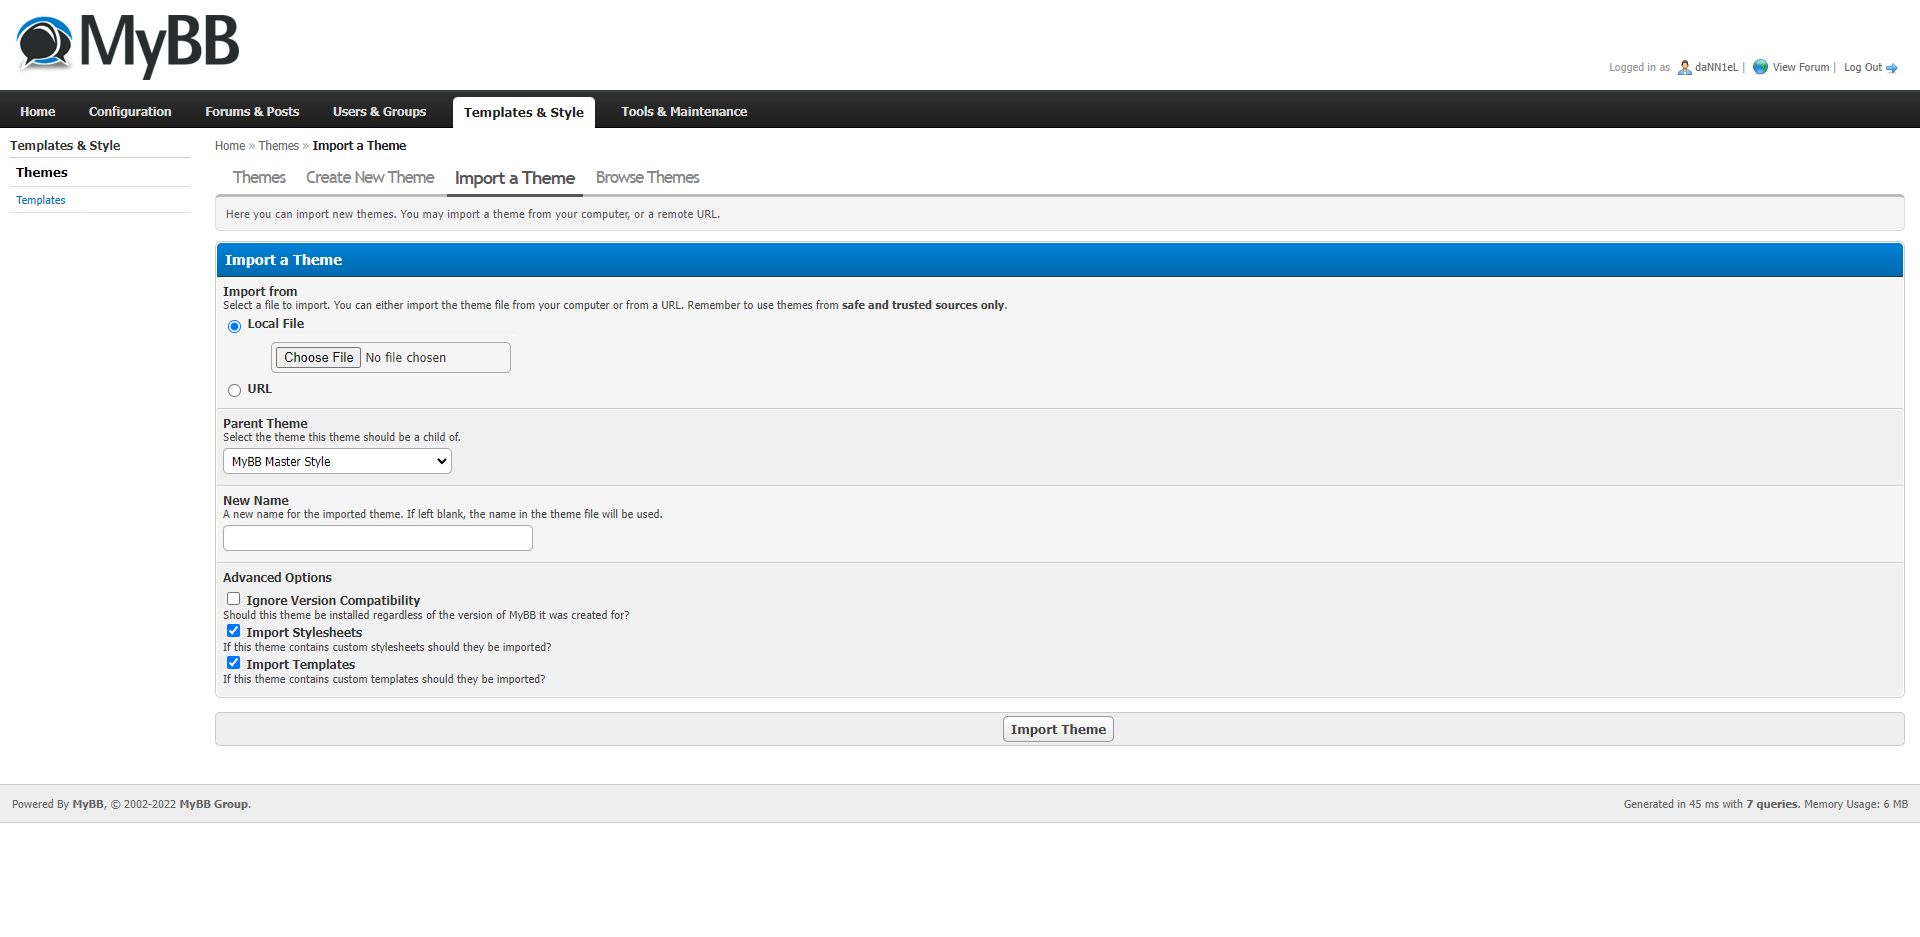 MyBB
Logged in as daNN1eL | View Forum | Log Out
Home Configuration Forums & Posts Users & Groups Templates & Style Tools & Maintenance
Templates & Style
Themes
Templates
Home » Themes » Import a Theme
Themes Create New Theme Import a Theme Browse Themes
Here you can import new themes. You may import a theme from your computer, or a remote URL.
Import a Theme
Import from
Select a file to import. You can either import the theme file from your computer or from a URL. Remember to use themes from safe and trusted sources only.
Local File
Choose File No file chosen
URL
Parent Theme
Select the theme this theme should be a child of.
MyBB Master Style
New Name
A new name for the imported theme. If left blank, the name in the theme file will be used.
Advanced Options
Ignore Version Compatibility
Should this theme be installed regardless of the version of MyBB it was created for?
Import Stylesheets
If this theme contains custom stylesheets should they be imported?
Import Templates
If this theme contains custom templates should they be imported?
Import Theme
Powered By MyBB, © 2002-2022 MyBB Group.
Generated in 45 ms with 7 queries. Memory Usage: 6 MB